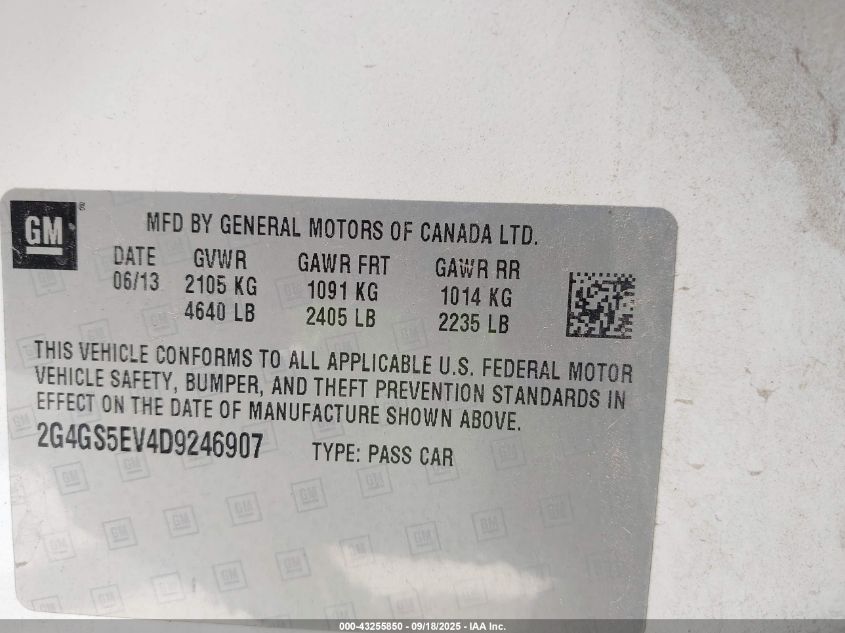 GM ®
MFD BY GENERAL MOTORS OF CANADA LTD.
DATE GVWR GAWR FRT GAWR RR
06/13 2105 KG 1091 KG 1014 KG
4640 LB 2405 LB 2235 LB
THIS VEHICLE CONFORMS TO ALL APPLICABLE U.S. FEDERAL MOTOR
VEHICLE SAFETY, BUMPER, AND THEFT PREVENTION STANDARDS IN
EFFECT ON THE DATE OF MANUFACTURE SHOWN ABOVE.
2G4GS5EV4D9246907 TYPE: PASS CAR
000-43255850 - 09/18/2025 - IAA Inc.